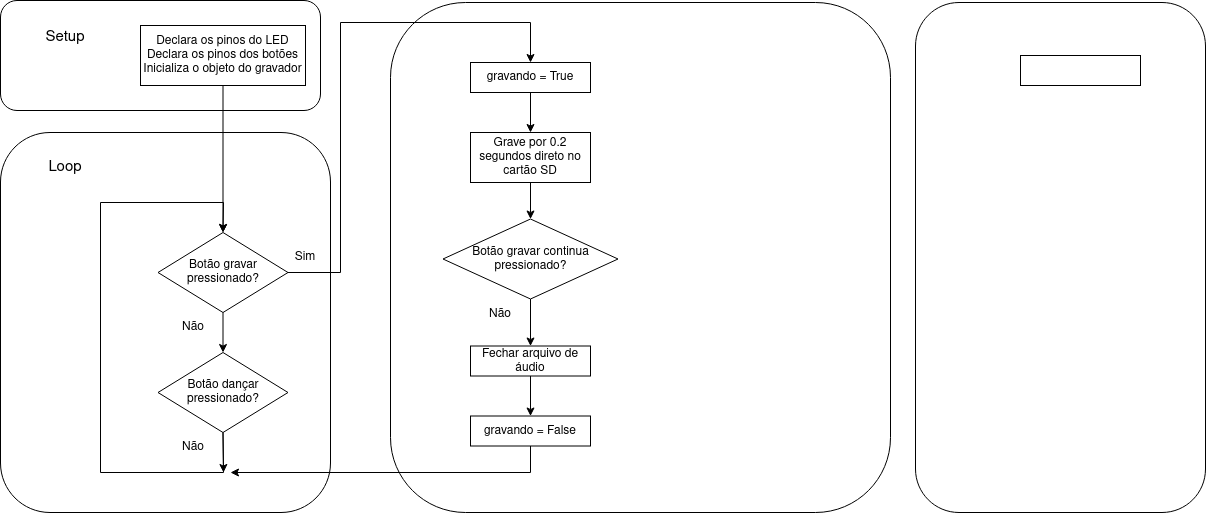 Setup
Declara os pinos do LED
Declara os pinos dos botões
Inicializa o objeto do gravador
Loop
Botão gravar
pressionado?
Sim
Não
Botão dançar
pressionado?
Não
gravando = True
Grave por 0.2
segundos direto no
cartão SD
Botão gravar continua
pressionado?
Não
Fechar arquivo de
áudio
gravando = False